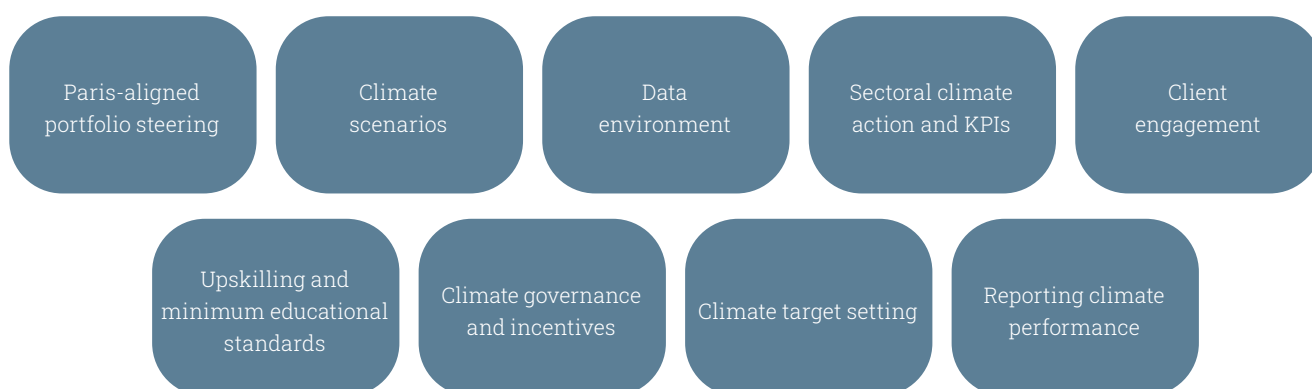 Paris-aligned
portfolio steering
Climate
scenarios
Data
environment
Sectoral climate
action and KPIs
Client
engagement
Upskilling and
minimum educational
standards
Climate governance
and incentives
Climate target setting
Reporting climate
performance